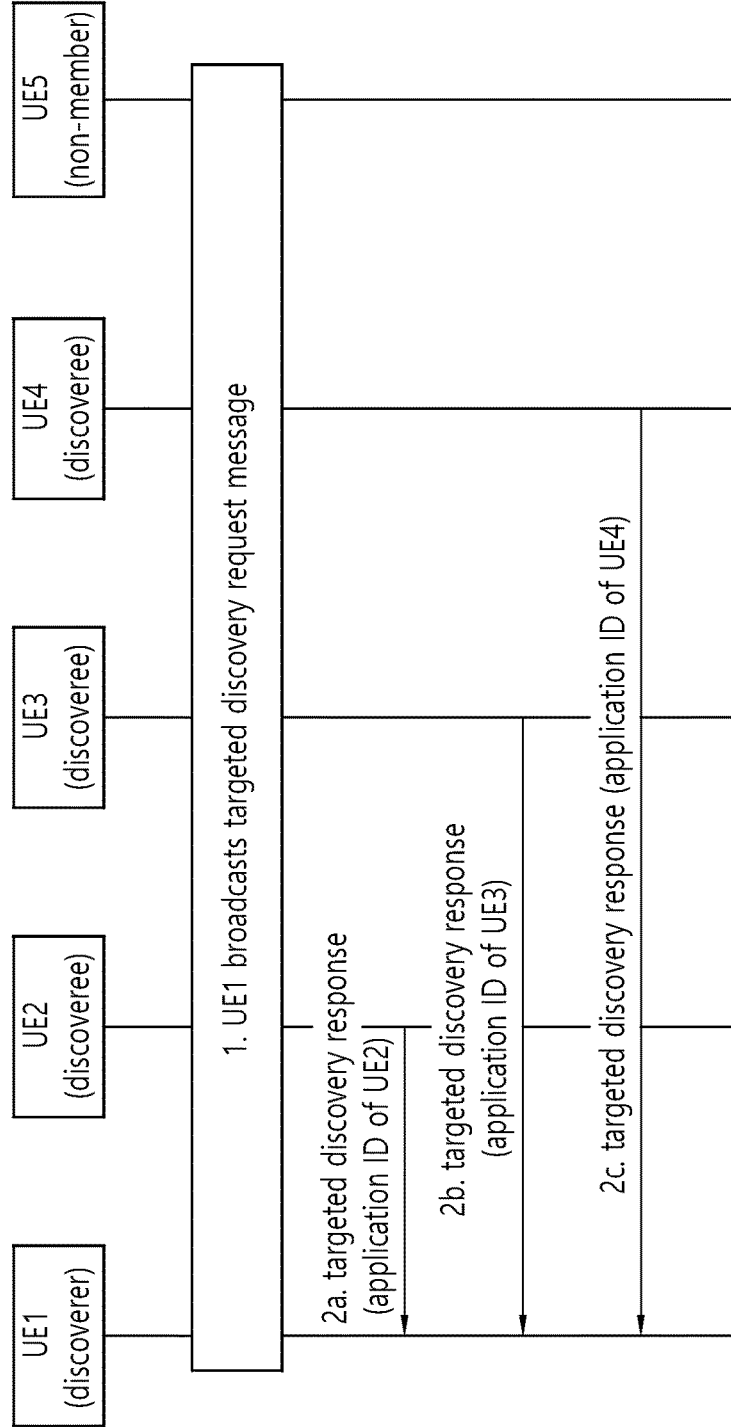 UE1
(discoverer)
UE2
(discoveree)
UE3
(discoveree)
UE4
(discoveree)
UE5
(non-member)
1. UE1 broadcasts targeted discovery request message
2a. targeted discovery response
(application ID of UE2)
2b. targeted discovery response
(application ID of UE3)
2c. targeted discovery response (application ID of UE4)